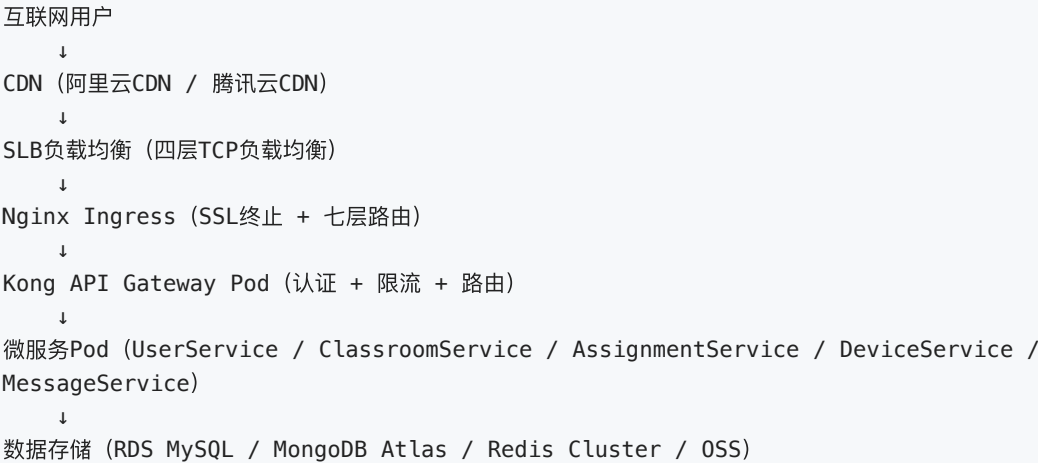 互联网用户
↓
CDN（阿里云CDN / 腾讯云CDN）
↓
SLB负载均衡（四层TCP负载均衡）
↓
Nginx Ingress（SSL终止 + 七层路由）
↓
Kong API Gateway Pod（认证 + 限流 + 路由）
↓
微服务Pod（UserService / ClassroomService / AssignmentService / DeviceService /
MessageService）
↓
数据存储（RDS MySQL / MongoDB Atlas / Redis Cluster / OSS）